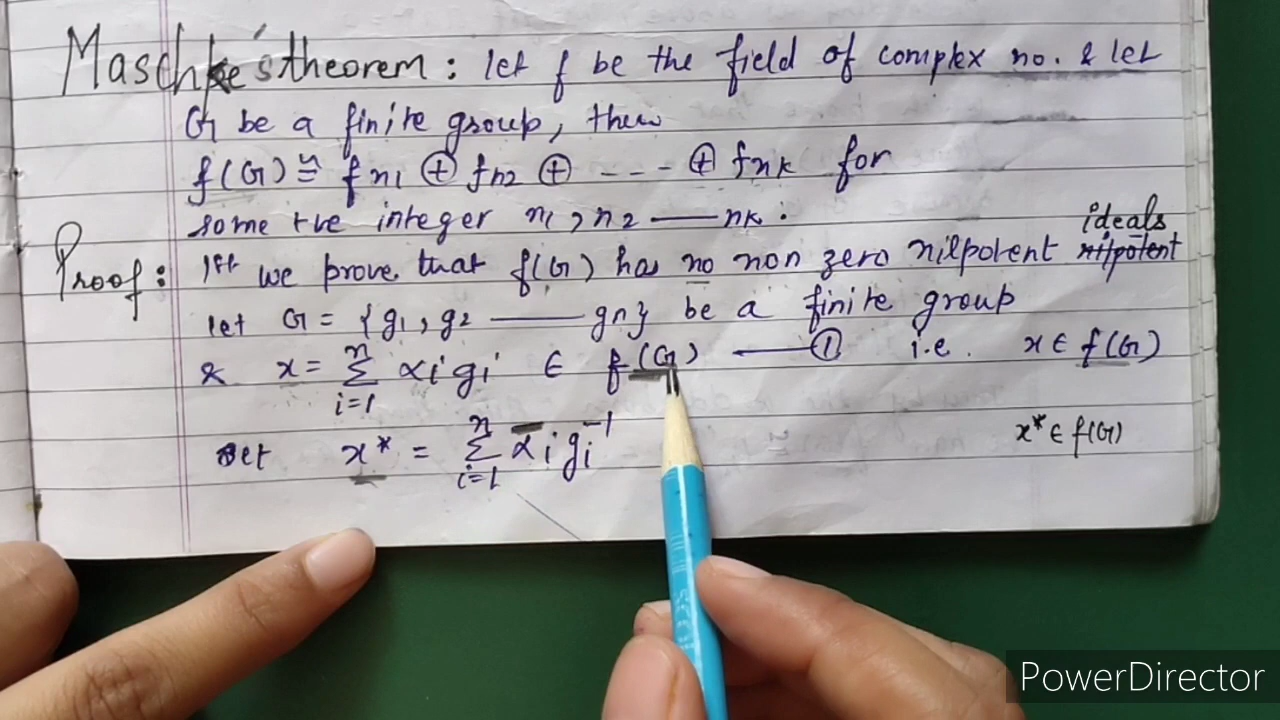 Maschke's theorem: let f be the field of complex no. & let
G be a finite group, then
f(G) ≅ fn1 ⊕ fn2 ⊕ --- ⊕ fnk for
some +ve integer n1, n2 —— nk.
ideals
Proof: Ist we prove that f(G) has no non zero nilpotent nilpotent
let G = {g1, g2 —— gn} be a finite group
& x = n∑i=1 αi gi ∈ f(G) —— ① i.e. x ∈ f(G)
set x* = n∑i=1 ᾱi gi⁻¹ x* ∈ f(G)
PowerDirector